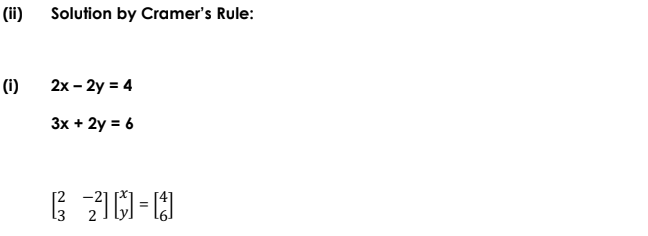 (ii) Solution by Cramer's Rule:
(i) 2x – 2y = 4
3x + 2y = 6
[2 −2
3 2] [x
y] = [4
6]